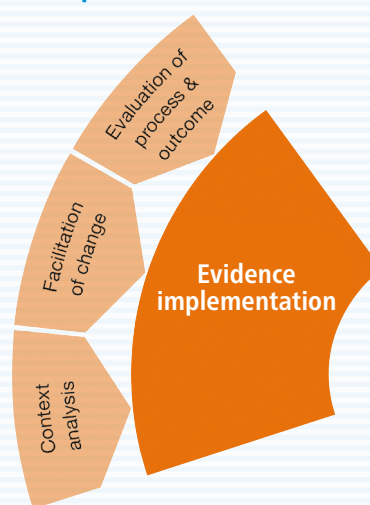 Evaluation of
process &
outcome
Facilitation
of change
Evidence
implementation
Context
analysis